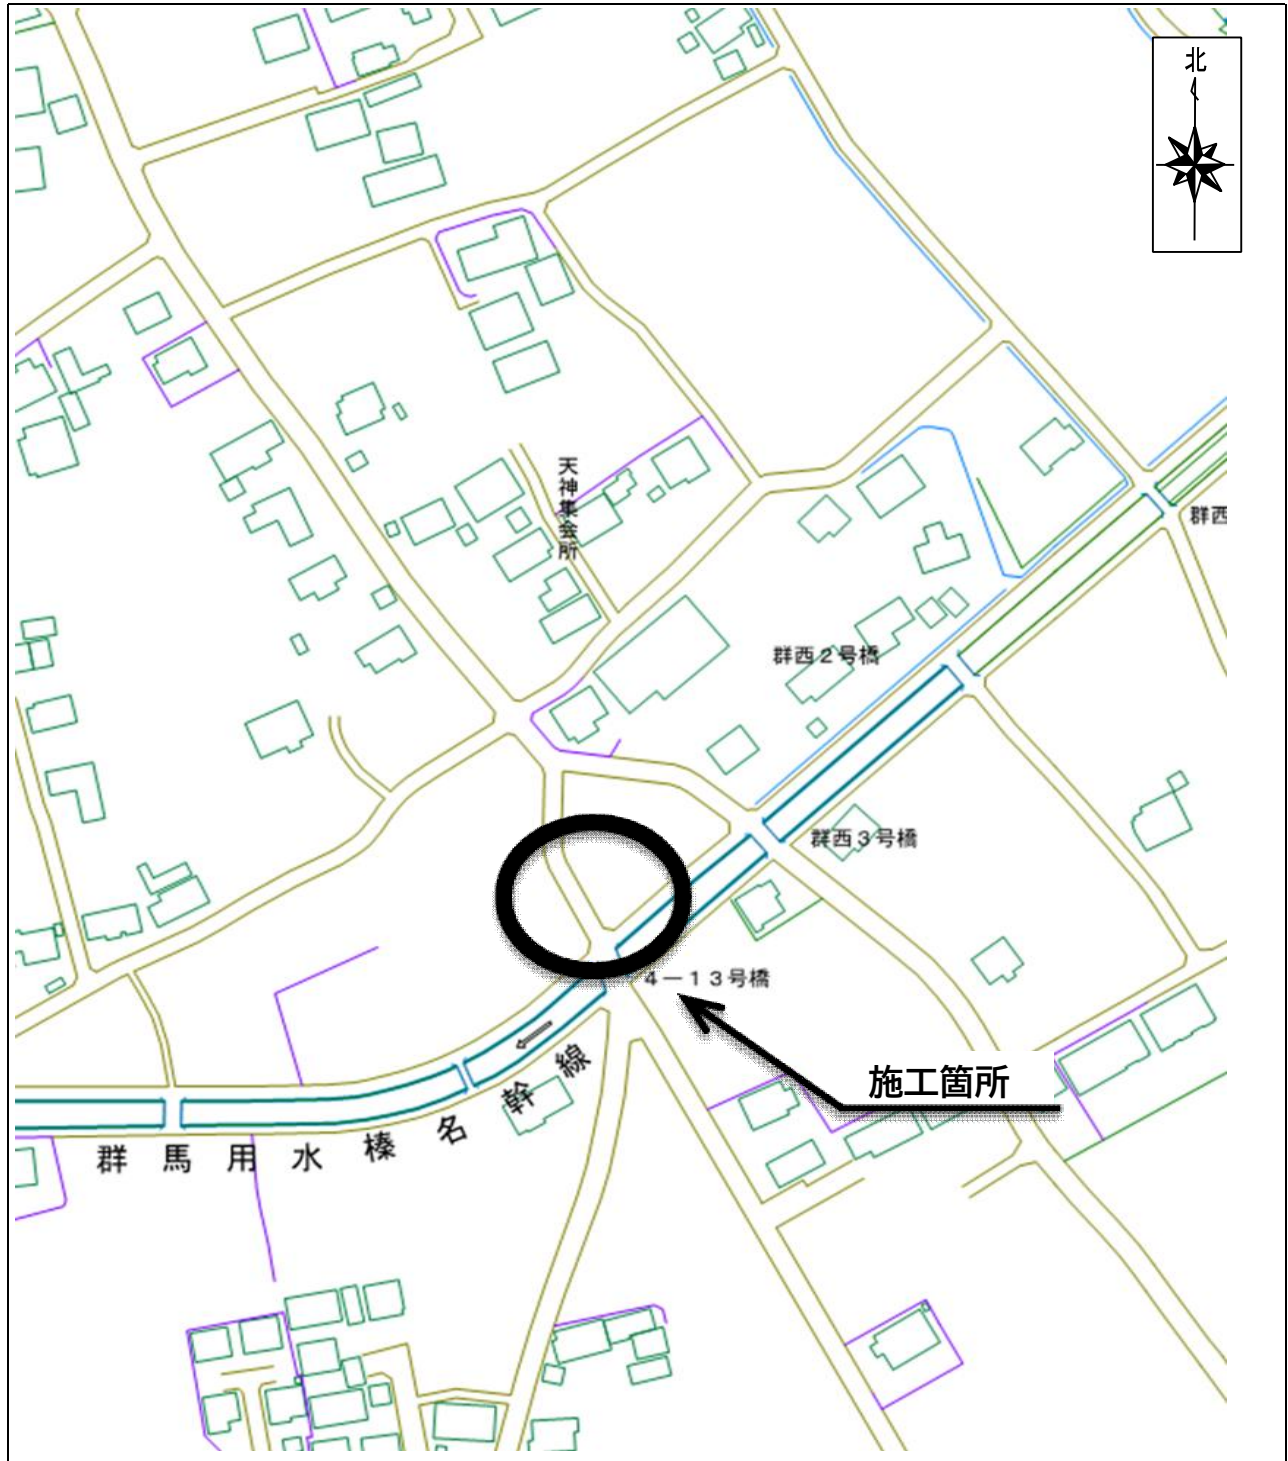 北
天神集会所
群西
群西２号橋
群西３号橋
４－１３号橋
施工箇所
群馬用水榛名幹線